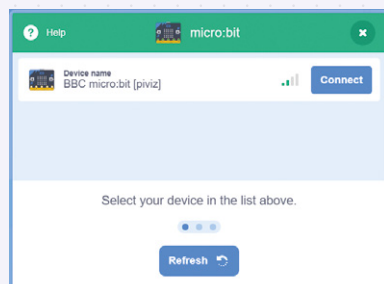 Help
micro:bit
Device name
BBC micro:bit [piviz]
Connect
Select your device in the list above.
Refresh